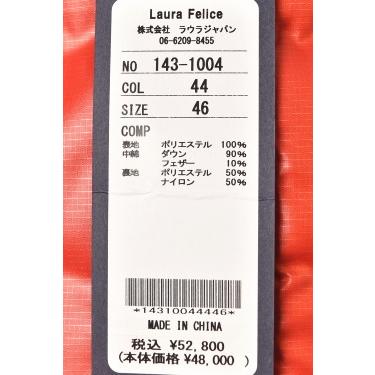 Laura Felice
株式会社 ラウラジャパン
06-6209-8455
NO 143-1004
COL 44
SIZE 46
COMP
表地 ポリエステル 100%
中綿 ダウン 90%
フェザー 10%
裏地 ポリエステル 50%
ナイロン 50%
*14310044446*
MADE IN CHINA
税込 ¥52,800
(本体価格 ¥48,000)